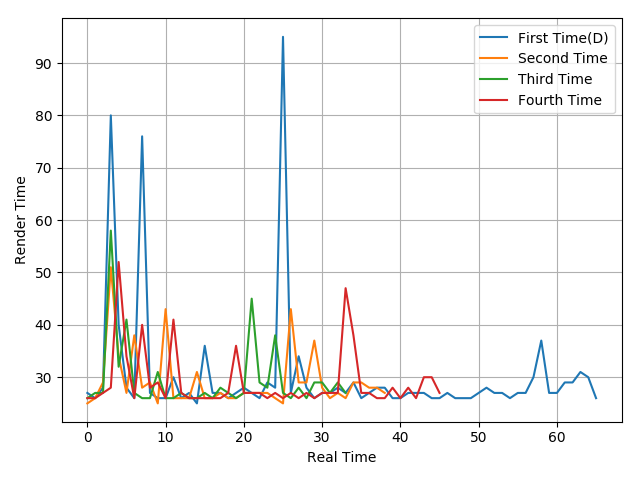 First Time(D)
Second Time
Third Time
Fourth Time
Render Time
90
80
70
60
50
40
30
0 10 20 30 40 50 60
Real Time